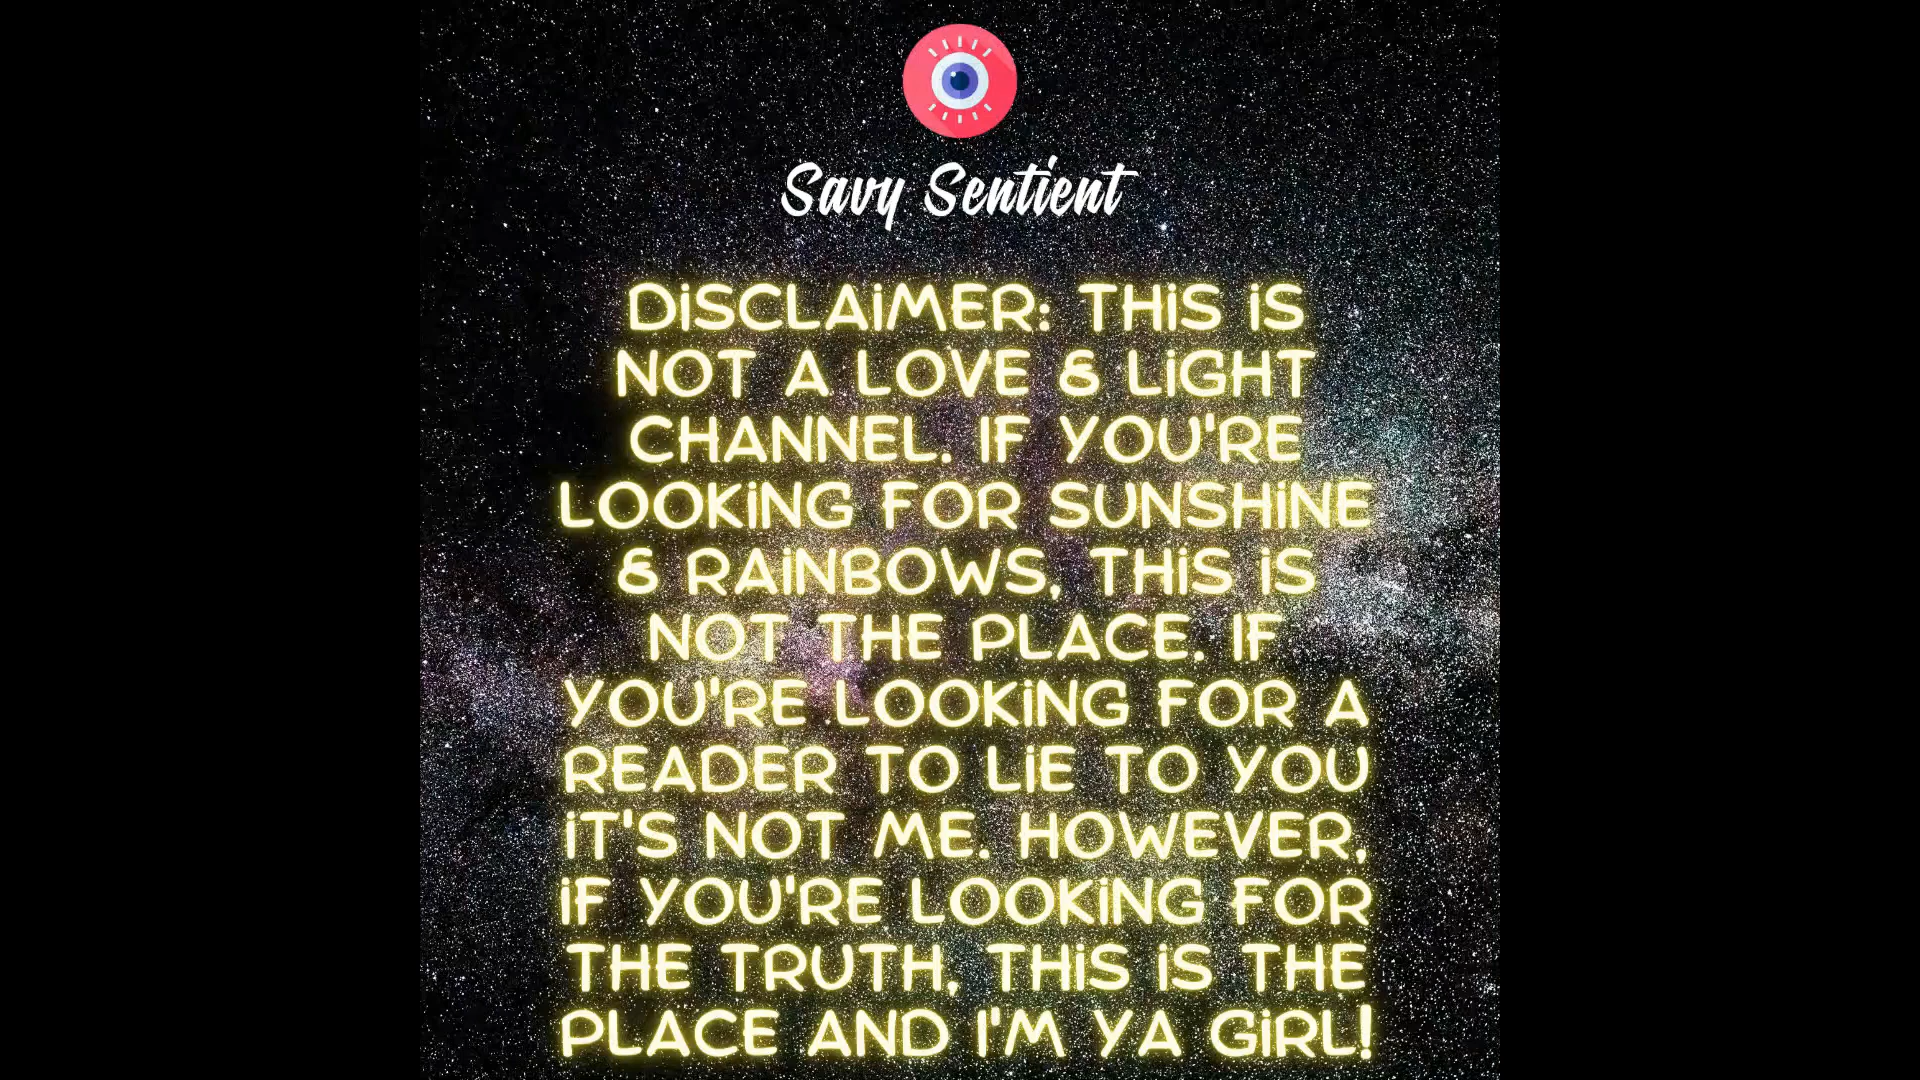 Savy Sentient
DiSCLAiMER: THiS iS
NOT A LOVE & LiGHT
CHANNEL. IF YOU'RE
LOOKiNG FOR SUNSHiNE
& RAiNBOWS, THiS iS
NOT THE PLACE. IF
YOU'RE LOOKiNG FOR A
READER TO LiE TO YOU
iT'S NOT ME. HOWEVER,
iF YOU'RE LOOKiNG FOR
THE TRUTH, THiS iS THE
PLACE AND I'M YA GiRL!